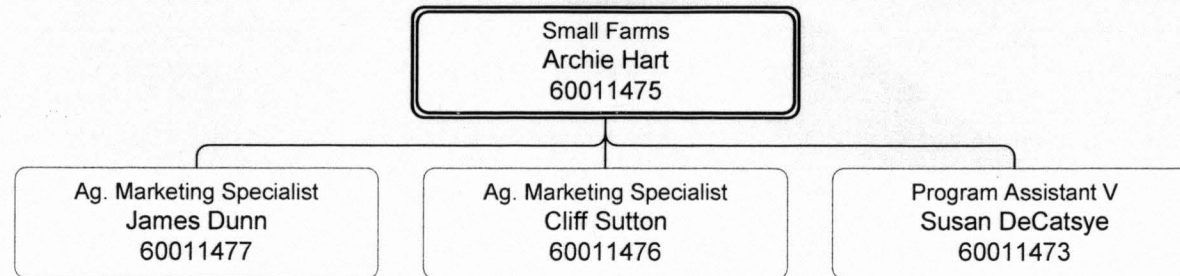 Small Farms
Archie Hart
60011475
Ag. Marketing Specialist
James Dunn
60011477
Ag. Marketing Specialist
Cliff Sutton
60011476
Program Assistant V
Susan DeCatsye
60011473